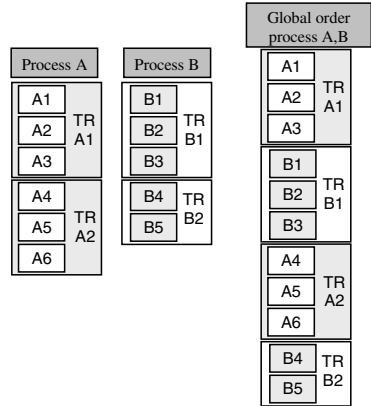 Process A
A1
A2
A3
TR
A1
A4
A5
A6
TR
A2
Process B
B1
B2
B3
TR
B1
B4
B5
TR
B2
Global order
process A,B
A1
A2
A3
TR
A1
B1
B2
B3
TR
B1
A4
A5
A6
TR
A2
B4
B5
TR
B2